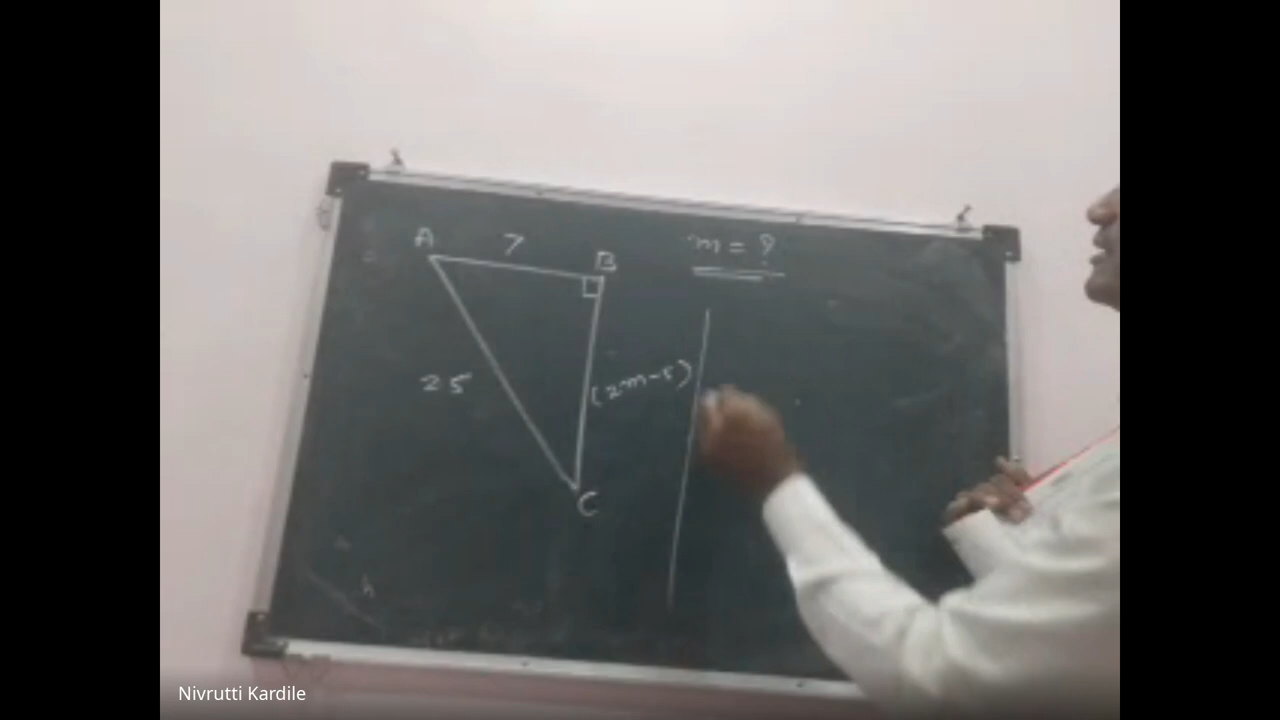 A 7 B
m = ?
25
(2m-5)
C
Nivrutti Kardile